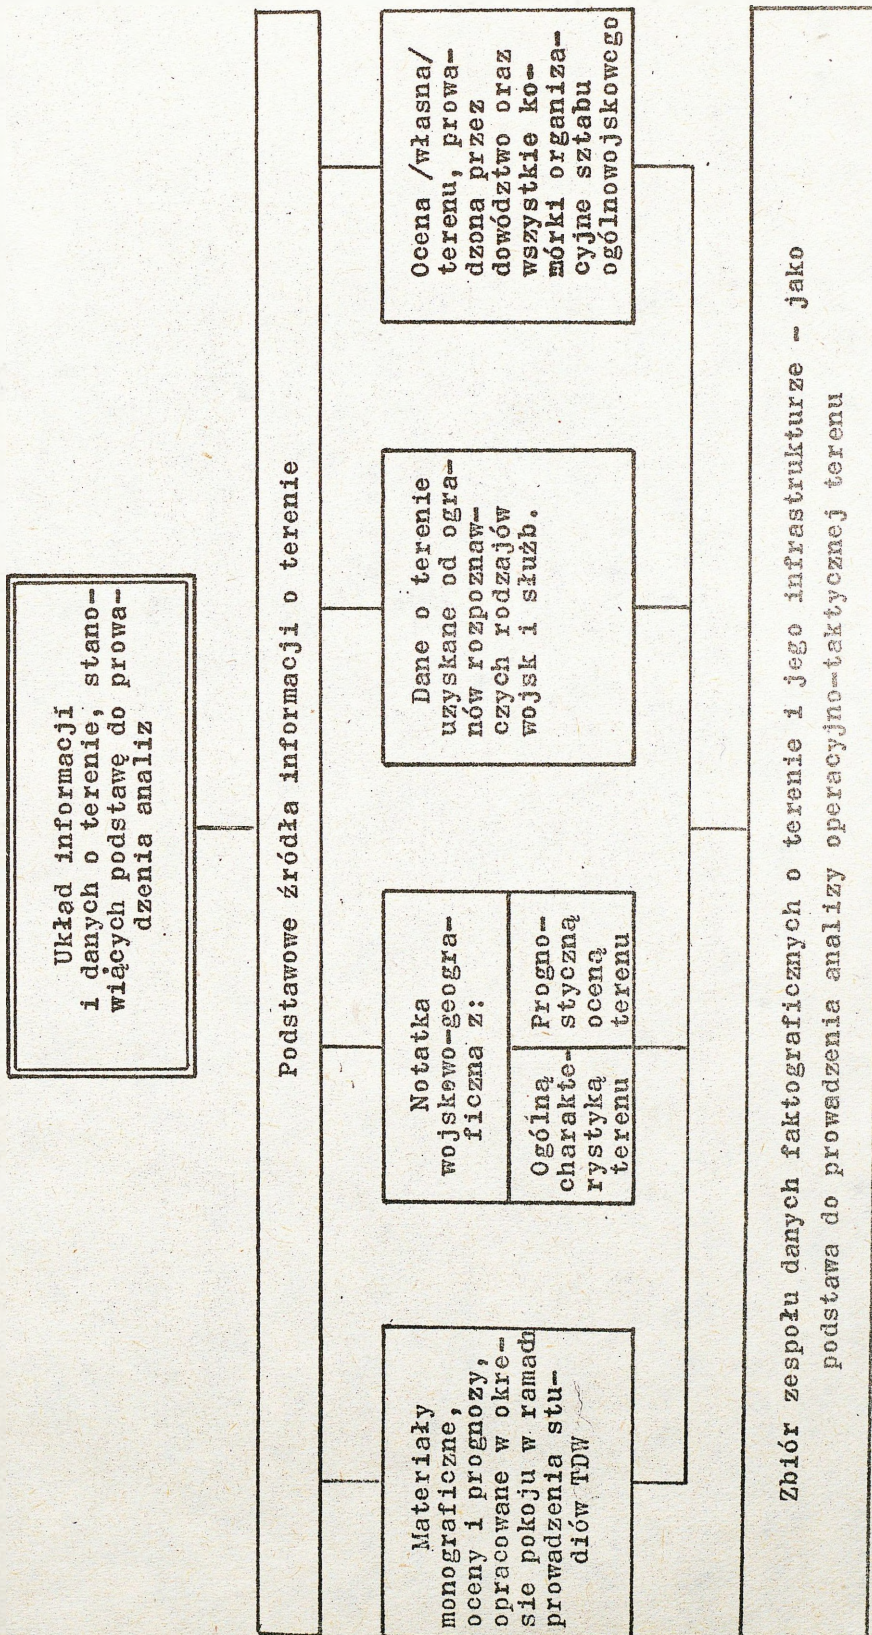 Układ informacji
i danych o terenie, stano-
wiących podstawę do prowa-
dzenia analiz
Podstawowe źródła informacji o terenie
Materiały
monograficzne,
oceny i prognozy,
opracowane w okre-
sie pokoju w ramach
prowadzenia stu-
diów TDW
Notatka
wojskowo-geogra-
ficzna z:
Ogólną
charakte-
rystyką
terenu
Progno-
styczną
oceną
terenu
Dane o terenie
uzyskane od ogra-
nów rozpoznaw-
czych rodzajów
wojsk i służb.
Ocena /własna/
terenu, prowa-
dzona przez
dowództwo oraz
wszystkie ko-
mórki organiza-
cyjne sztabu
ogólnowojskowego
Zbiór zespołu danych faktograficznych o terenie i jego infrastrukturze - jako
podstawa do prowadzenia analizy operacyjno-taktycznej terenu